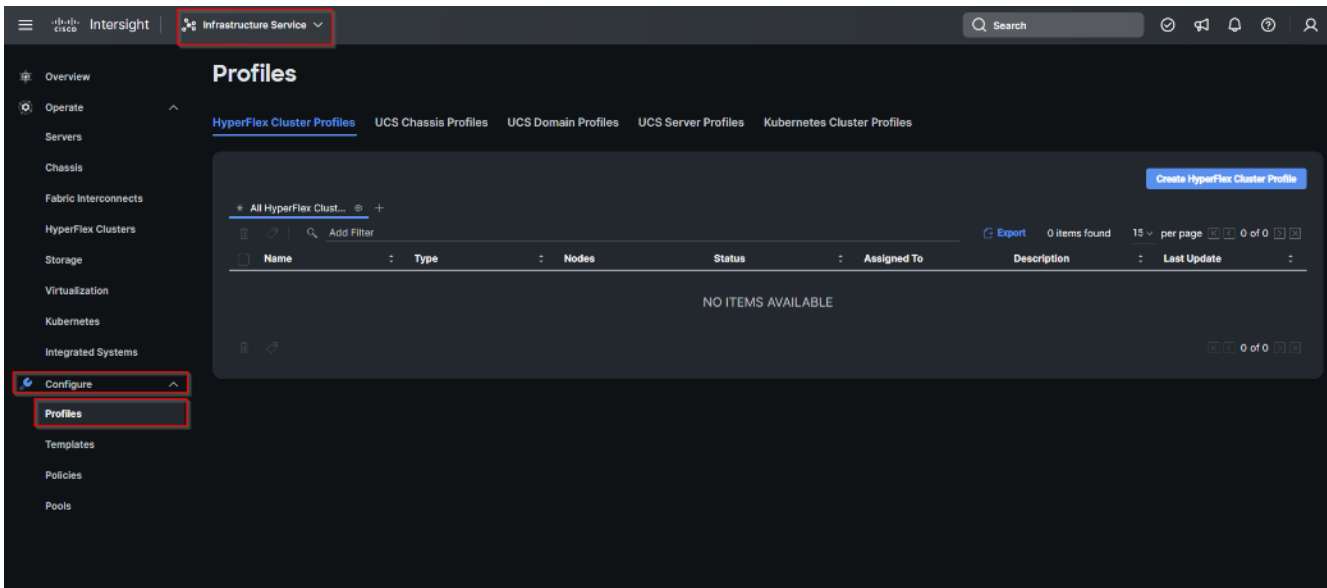 cisco Intersight Infrastructure Service Search
Overview
Operate
Servers
Chassis
Fabric Interconnects
HyperFlex Clusters
Storage
Virtualization
Kubernetes
Integrated Systems
Configure
Profiles
Templates
Policies
Pools
Profiles
HyperFlex Cluster Profiles UCS Chassis Profiles UCS Domain Profiles UCS Server Profiles Kubernetes Cluster Profiles
Create HyperFlex Cluster Profile
All HyperFlex Clust... +
Add Filter Export 0 items found 15 per page 0 of 0
Name Type Nodes Status Assigned To Description Last Update
NO ITEMS AVAILABLE
0 of 0